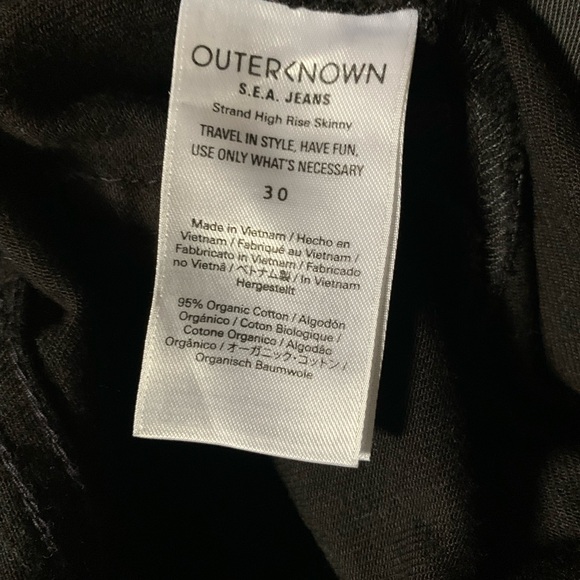 OUTERKNOWN
S.E.A. JEANS
Strand High Rise Skinny
TRAVEL IN STYLE, HAVE FUN,
USE ONLY WHAT'S NECESSARY
30
Made in Vietnam / Hecho en
Vietnam / Fabriqué au Vietnam /
Fabbricato in Vietnam / Fabricado
no Vietnã / ベトナム製 / In Vietnam
Hergestellt
95% Organic Cotton / Algodón
Orgánico / Coton Biologique /
Cotone Organico / Algodão
Orgânico / オーガニック・コットン /
Organisch Baumwole